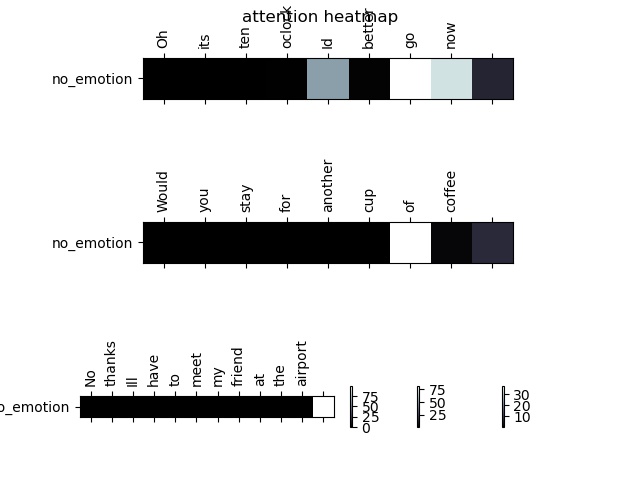 attention heatmap
Oh its ten oclock Id better go now
no_emotion
Would you stay for another cup of coffee
no_emotion
No thanks Ill have to meet my friend at the airport
o_emotion
75 50 25 0
75 50 25
30 20 10